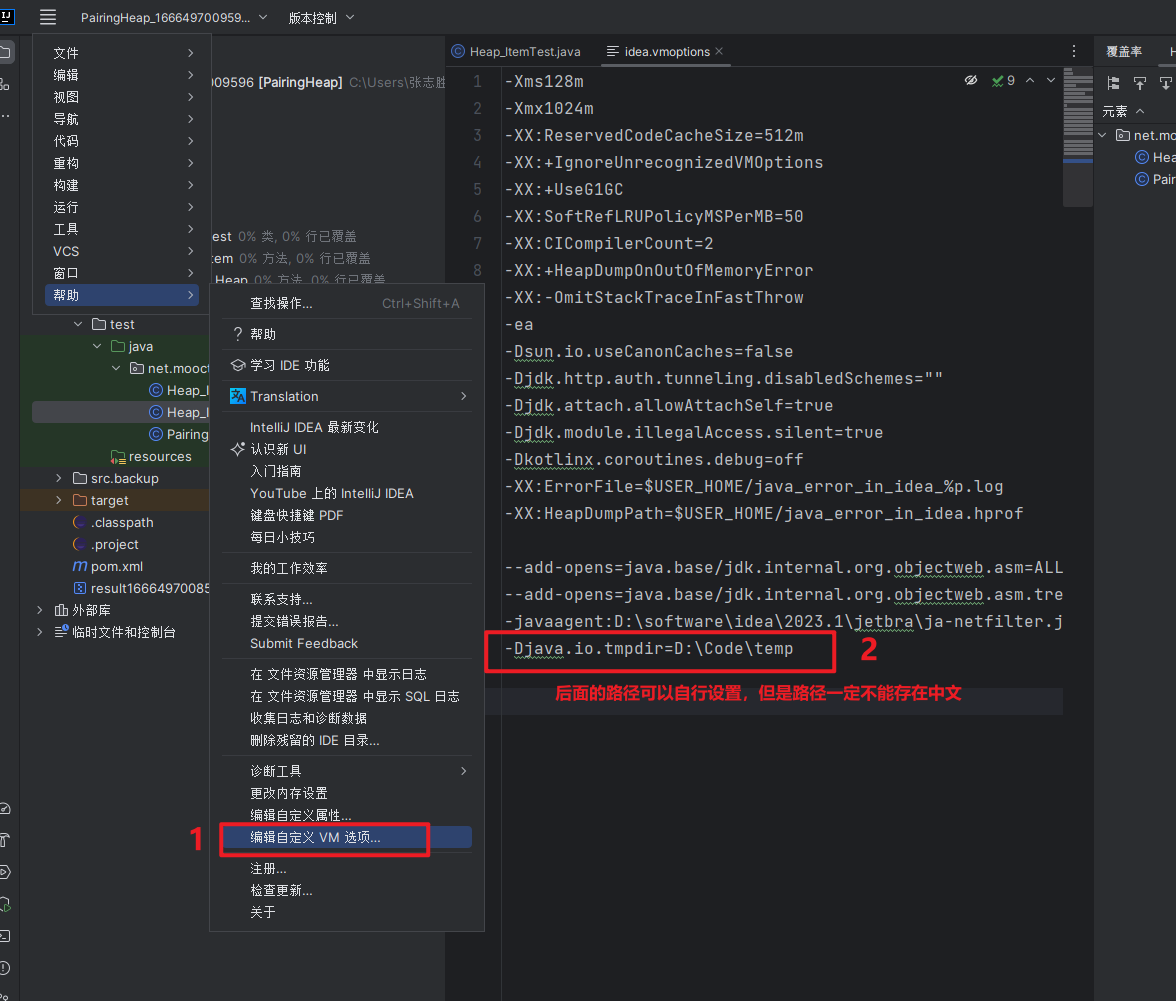 PairingHeap_166649700959... 版本控制
文件
编辑
视图
导航
代码
重构
构建
运行
工具
VCS
窗口
帮助
009596 [PairingHeap] C:\Users\张志胜
est 0% 类, 0% 行已覆盖
tem 0% 方法, 0% 行已覆盖
Heap 0% 方法, 0% 行已覆盖
test
java
net.mooct
Heap_I
Heap_I
Pairing
resources
src.backup
target
.classpath
.project
pom.xml
result16664970085
外部库
临时文件和控制台
查找操作... Ctrl+Shift+A
帮助
学习 IDE 功能
Translation
IntelliJ IDEA 最新变化
认识新 UI
入门指南
YouTube 上的 IntelliJ IDEA
键盘快捷键 PDF
每日小技巧
我的工作效率
联系支持...
提交错误报告...
Submit Feedback
在 文件资源管理器 中显示日志
在 文件资源管理器 中显示 SQL 日志
收集日志和诊断数据
删除残留的 IDE 目录...
诊断工具
更改内存设置
编辑自定义属性...
1 编辑自定义 VM 选项...
注册...
检查更新...
关于
Heap_ItemTest.java idea.vmoptions
9
1 -Xms128m
2 -Xmx1024m
3 -XX:ReservedCodeCacheSize=512m
4 -XX:+IgnoreUnrecognizedVMOptions
5 -XX:+UseG1GC
6 -XX:SoftRefLRUPolicyMSPerMB=50
7 -XX:CICompilerCount=2
8 -XX:+HeapDumpOnOutOfMemoryError
-XX:-OmitStackTraceInFastThrow
-ea
-Dsun.io.useCanonCaches=false
-Djdk.http.auth.tunneling.disabledSchemes=""
-Djdk.attach.allowAttachSelf=true
-Djdk.module.illegalAccess.silent=true
-Dkotlinx.coroutines.debug=off
-XX:ErrorFile=$USER_HOME/java_error_in_idea_%p.log
-XX:HeapDumpPath=$USER_HOME/java_error_in_idea.hprof
--add-opens=java.base/jdk.internal.org.objectweb.asm=ALL
--add-opens=java.base/jdk.internal.org.objectweb.asm.tre
-javaagent:D:\software\idea\2023.1\jetbra\ja-netfilter.j
-Djava.io.tmpdir=D:\Code\temp 2
后面的路径可以自行设置，但是路径一定不能存在中文
覆盖率 H
元素
net.mo
Hea
Pair